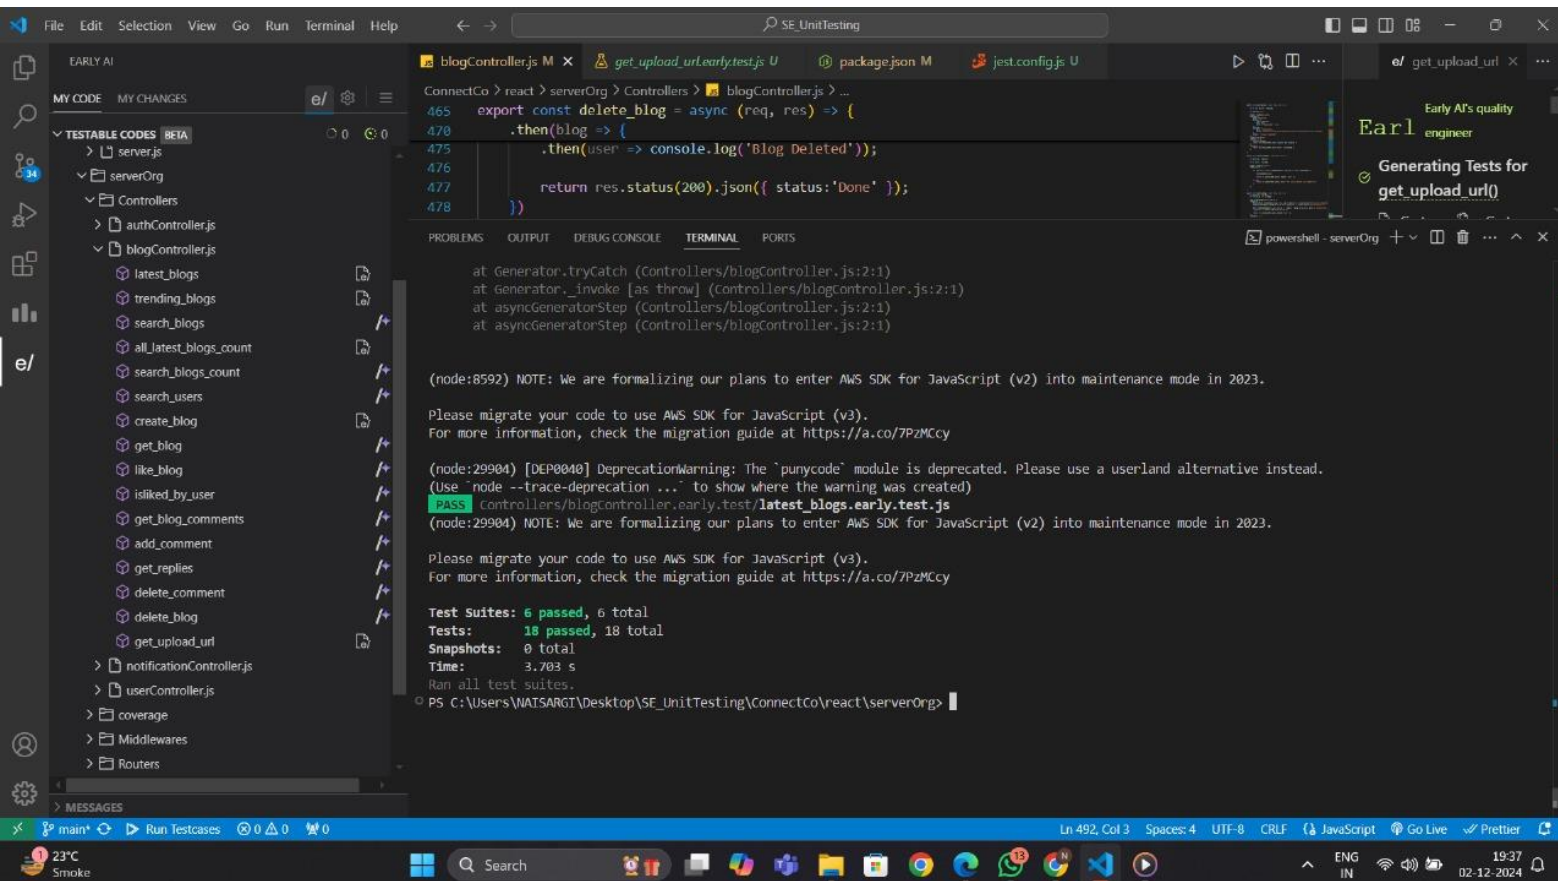 File Edit Selection View Go Run Terminal Help
SE_UnitTesting
EARLY AI
MY CODE MY CHANGES e/
TESTABLE CODES BETA 0 0
server.js
serverOrg
Controllers
authController.js
blogController.js
latest_blogs
trending_blogs
search_blogs
all_latest_blogs_count
search_blogs_count
search_users
create_blog
get_blog
like_blog
isliked_by_user
get_blog_comments
add_comment
get_replies
delete_comment
delete_blog
get_upload_url
notificationController.js
userController.js
coverage
Middlewares
Routers
MESSAGES
34
e/
blogController.js M get_upload_url.early.test.js U package.json M jest.config.js U
ConnectCo > react > serverOrg > Controllers > blogController.js > ...
465 export const delete_blog = async (req, res) => {
470 .then(blog => {
475 .then(user => console.log('Blog Deleted'));
476
477 return res.status(200).json({ status:'Done' });
478 })
e/ get_upload_url
Earl
Early AI's quality
engineer
Generating Tests for
get_upload_url()
PROBLEMS OUTPUT DEBUG CONSOLE TERMINAL PORTS
powershell - serverOrg
at Generator.tryCatch (Controllers/blogController.js:2:1)
at Generator._invoke [as throw] (Controllers/blogController.js:2:1)
at asyncGeneratorStep (Controllers/blogController.js:2:1)
at asyncGeneratorStep (Controllers/blogController.js:2:1)
(node:8592) NOTE: We are formalizing our plans to enter AWS SDK for JavaScript (v2) into maintenance mode in 2023.
Please migrate your code to use AWS SDK for JavaScript (v3).
For more information, check the migration guide at https://a.co/7PzMCcy
(node:29904) [DEP0040] DeprecationWarning: The `punycode` module is deprecated. Please use a userland alternative instead.
(Use `node --trace-deprecation ...` to show where the warning was created)
PASS Controllers/blogController.early.test/latest_blogs.early.test.js
(node:29904) NOTE: We are formalizing our plans to enter AWS SDK for JavaScript (v2) into maintenance mode in 2023.
Please migrate your code to use AWS SDK for JavaScript (v3).
For more information, check the migration guide at https://a.co/7PzMCcy
Test Suites: 6 passed, 6 total
Tests: 18 passed, 18 total
Snapshots: 0 total
Time: 3.703 s
Ran all test suites.
PS C:\Users\NAISARGI\Desktop\SE_UnitTesting\ConnectCo\react\serverOrg>
main* Run Testcases 0 0 0
Ln 492, Col 3 Spaces: 4 UTF-8 CRLF JavaScript Go Live Prettier
1
23°C
Smoke
Search
13
ENG
IN
19:37
02-12-2024